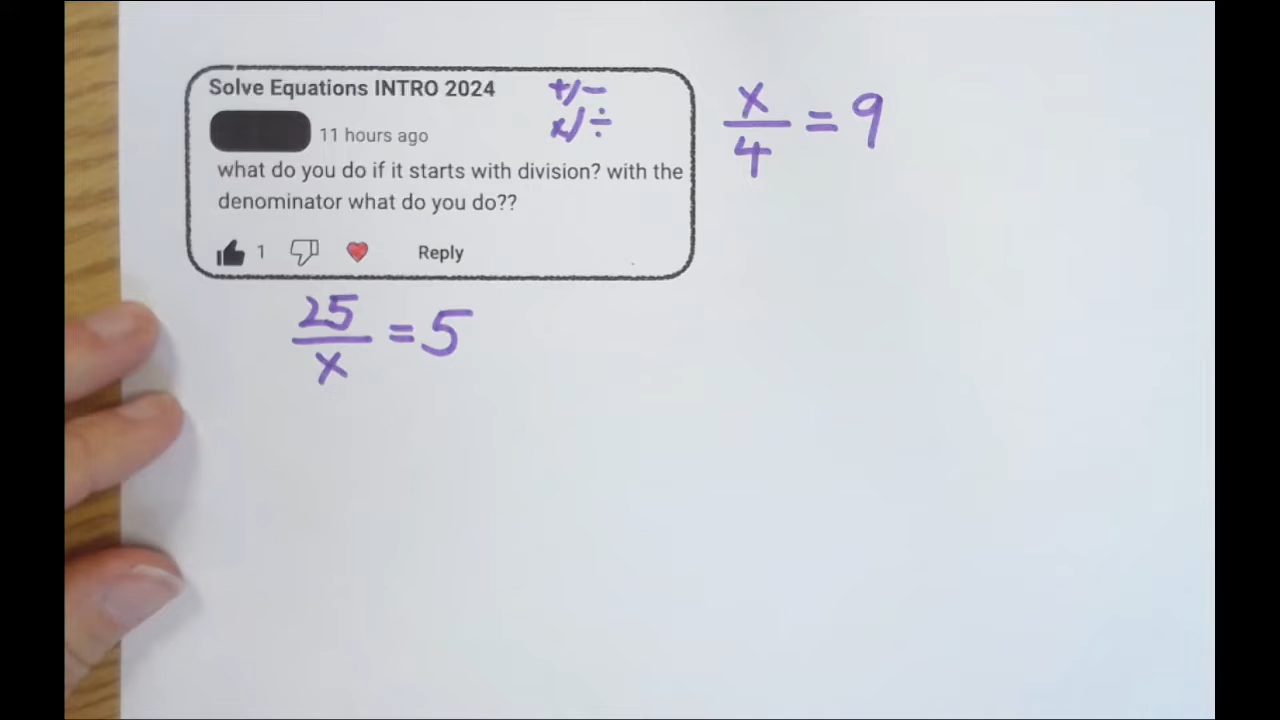 Solve Equations INTRO 2024
+/−
x/÷
11 hours ago
what do you do if it starts with division? with the
denominator what do you do??
1
Reply
x/4 = 9
25/x = 5